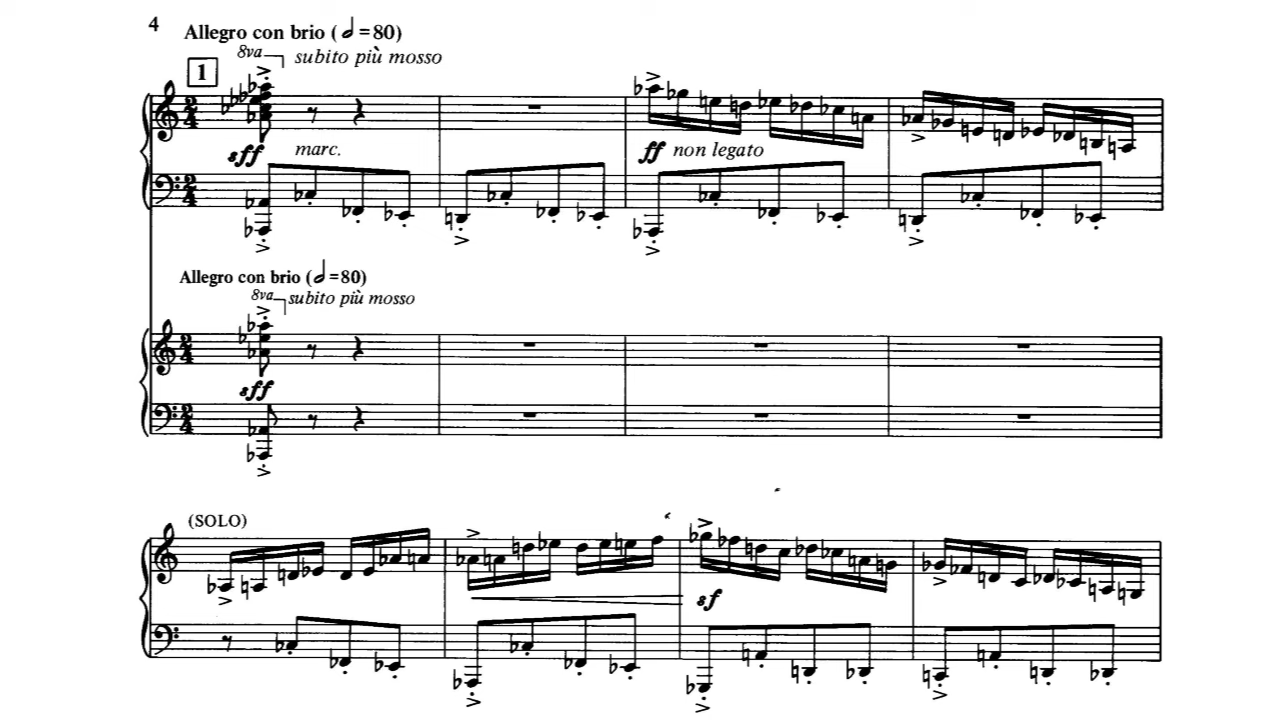 4
Allegro con brio (𝅗𝅥=80)
8va subito più mosso
1
sff marc. ff non legato
Allegro con brio (𝅗𝅥=80)
8va subito più mosso
sff
(SOLO)
sf